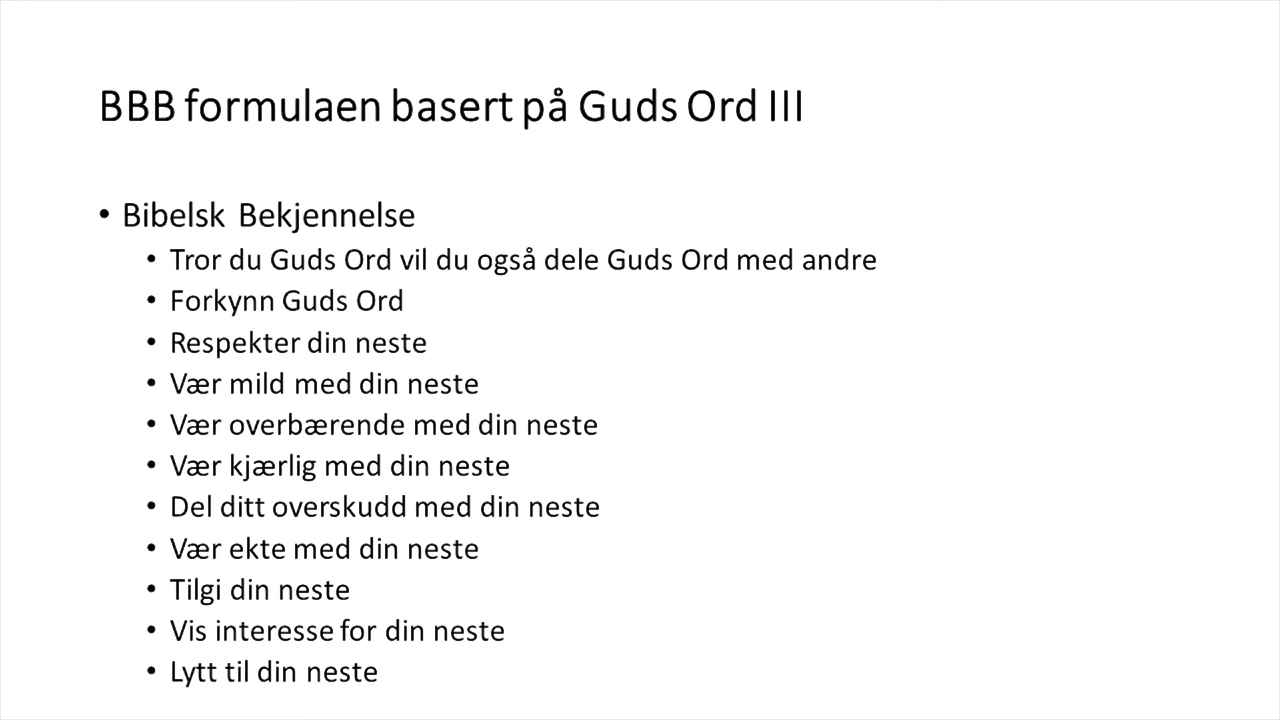 BBB formulaen basert på Guds Ord III
• Bibelsk Bekjennelse
• Tror du Guds Ord vil du også dele Guds Ord med andre
• Forkynn Guds Ord
• Respekter din neste
• Vær mild med din neste
• Vær overbærende med din neste
• Vær kjærlig med din neste
• Del ditt overskudd med din neste
• Vær ekte med din neste
• Tilgi din neste
• Vis interesse for din neste
• Lytt til din neste